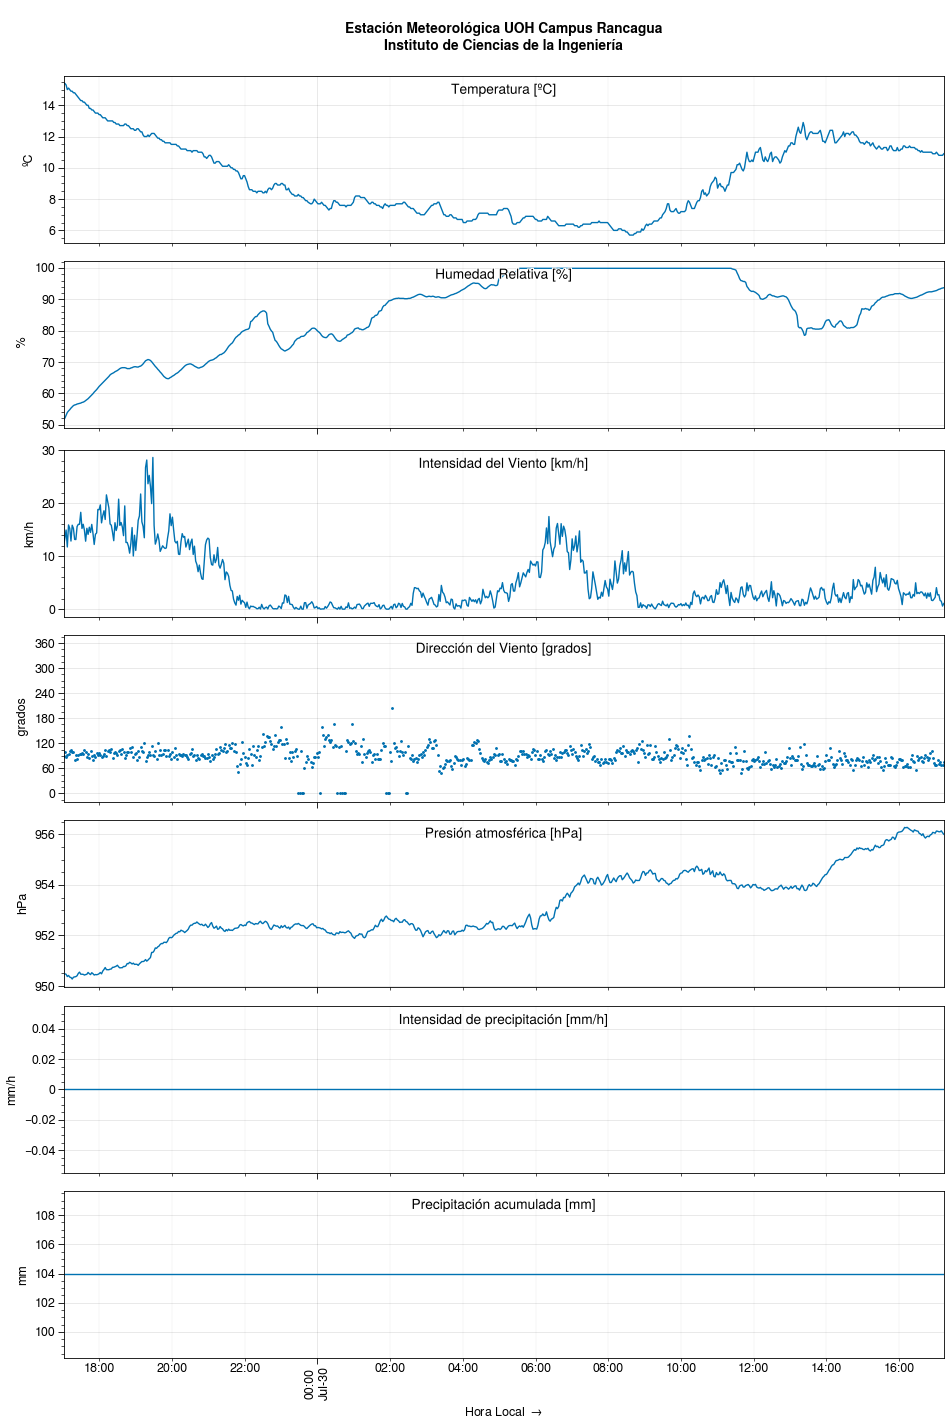 Estación Meteorológica UOH Campus Rancagua
Instituto de Ciencias de la Ingeniería
Temperatura [ºC]
14
12
10
8
6
ºC
Humedad Relativa [%]
100
90
80
70
60
50
%
Intensidad del Viento [km/h]
30
20
10
0
km/h
Dirección del Viento [grados]
360
300
240
180
120
60
0
grados
Presión atmosférica [hPa]
956
954
952
950
hPa
Intensidad de precipitación [mm/h]
0.04
0.02
0
−0.02
−0.04
mm/h
Precipitación acumulada [mm]
108
106
104
102
100
mm
18:00 20:00 22:00 00:00 02:00 04:00 06:00 08:00 10:00 12:00 14:00 16:00
Jul-30
Hora Local →